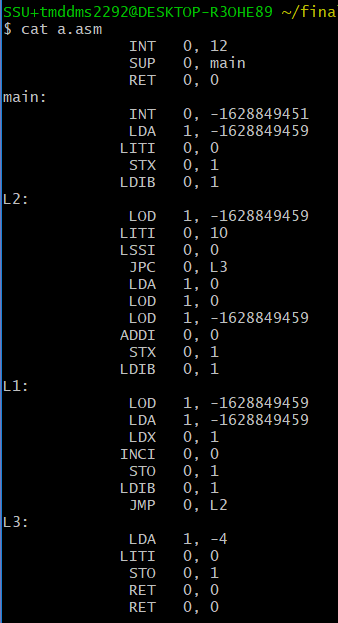 SSU+tmddms2292@DESKTOP-R3OHE89 ~/final
$ cat a.asm
INT 0, 12
SUP 0, main
RET 0, 0
main:
INT 0, -1628849451
LDA 1, -1628849459
LITI 0, 0
STX 0, 1
LDIB 0, 1
L2:
LOD 1, -1628849459
LITI 0, 10
LSSI 0, 0
JPC 0, L3
LDA 1, 0
LOD 1, 0
LOD 1, -1628849459
ADDI 0, 0
STX 0, 1
LDIB 0, 1
L1:
LOD 1, -1628849459
LDA 1, -1628849459
LDX 0, 1
INCI 0, 0
STO 0, 1
LDIB 0, 1
JMP 0, L2
L3:
LDA 1, -4
LITI 0, 0
STO 0, 1
RET 0, 0
RET 0, 0